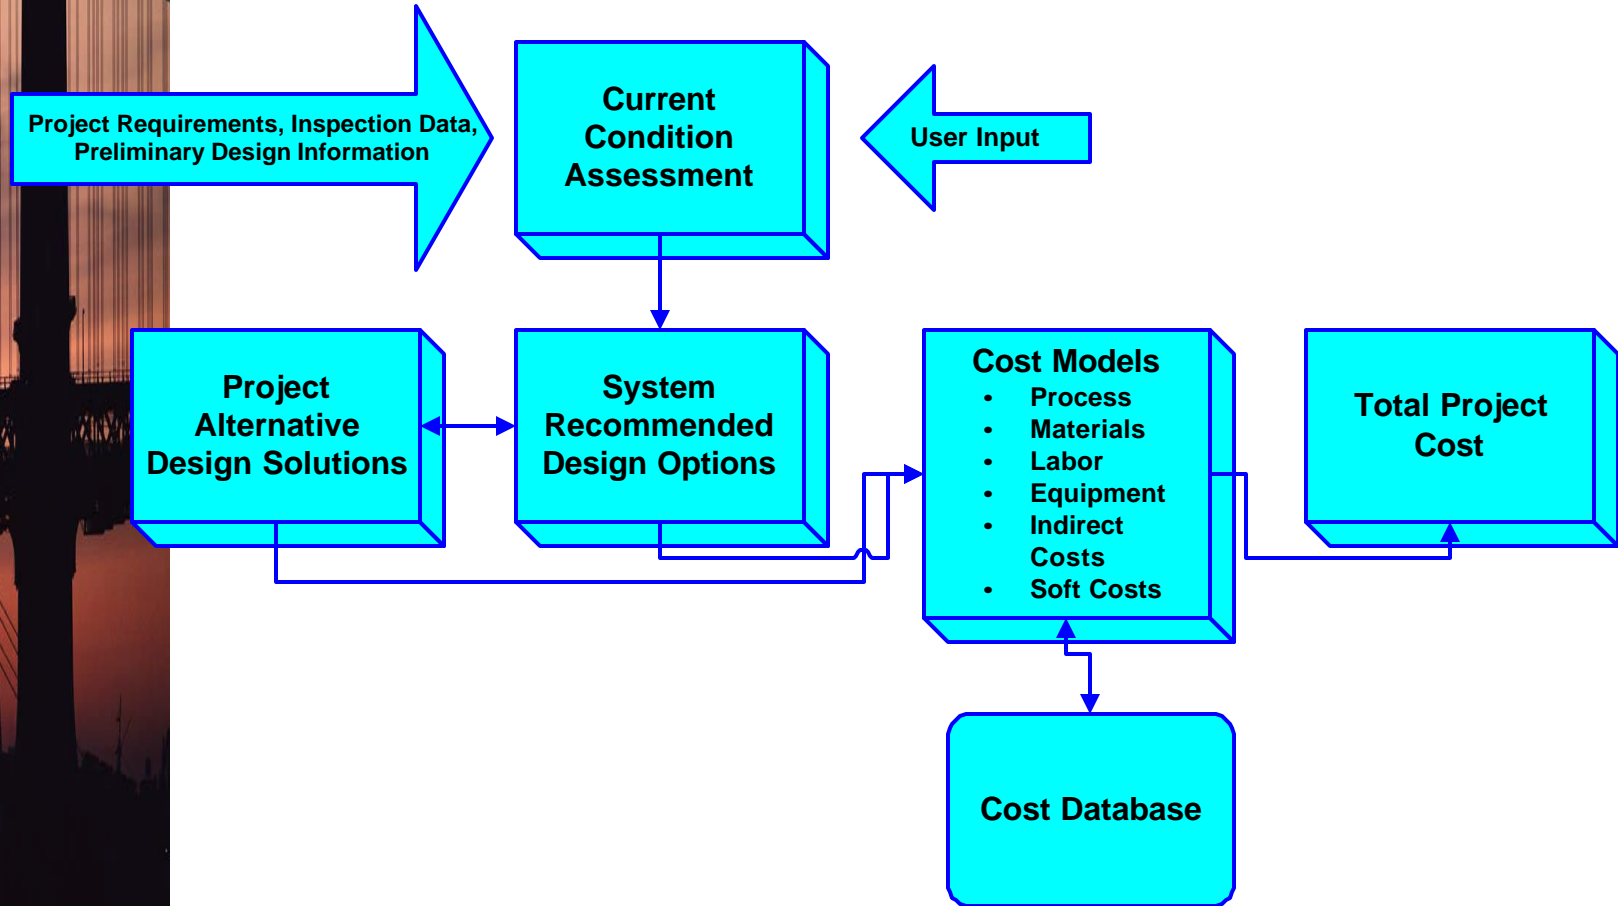 Project Requirements, Inspection Data,
Preliminary Design Information
Current
Condition
Assessment
User Input
Project
Alternative
Design Solutions
System
Recommended
Design Options
Cost Models
• Process
• Materials
• Labor
• Equipment
• Indirect
Costs
• Soft Costs
Total Project
Cost
Cost Database